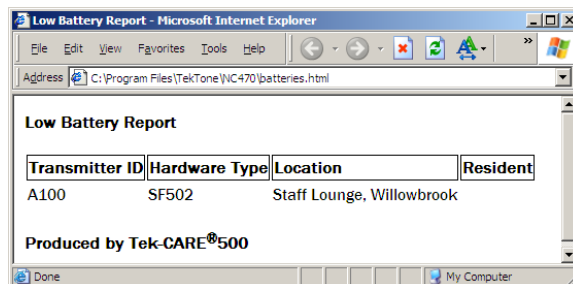 Low Battery Report - Microsoft Internet Explorer
File Edit View Favorites Tools Help »
Address C:\Program Files\TekTone\NC470\batteries.html
Low Battery Report
Transmitter ID Hardware Type Location Resident
A100 SF502 Staff Lounge, Willowbrook
Produced by Tek-CARE®500
Done My Computer